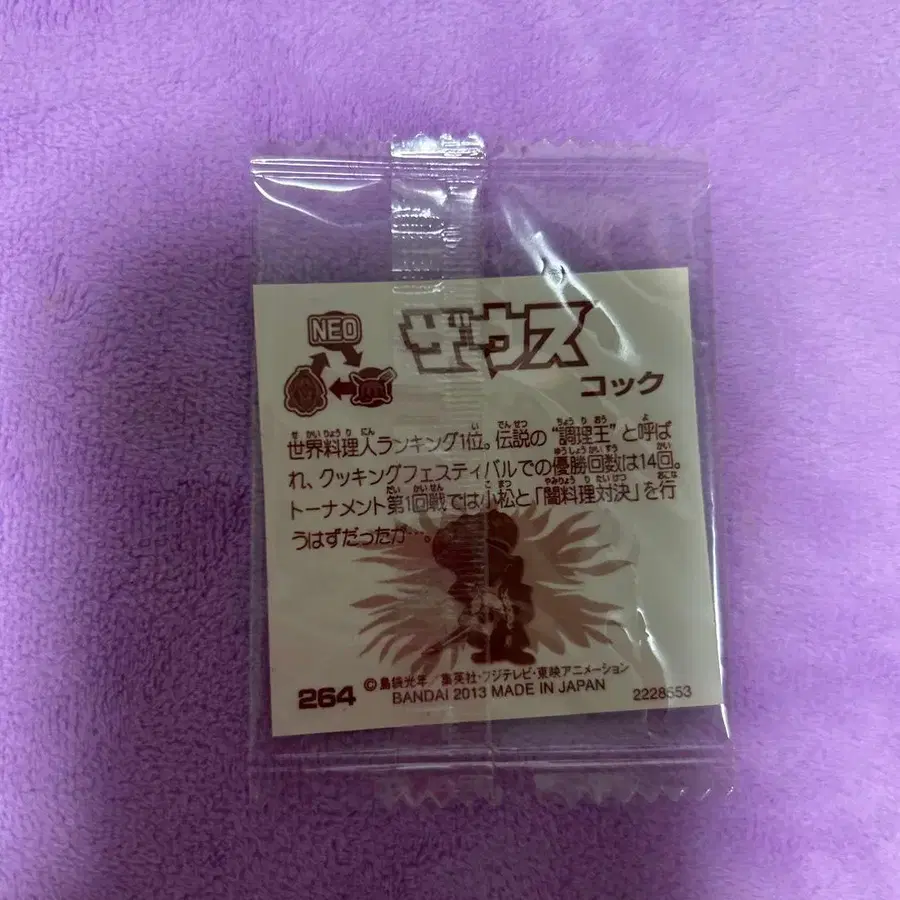 NEO
ザウス
コック
世界料理人ランキング1位。伝説の“調理王”と呼ば
れ、クッキングフェスティバルでの優勝回数は14回。
トーナメント第1回戦では小松と「闇料理対決」を行
うはずだったが…。
264
©島袋光年/集英社・フジテレビ・東映アニメーション
BANDAI 2013 MADE IN JAPAN
2228553